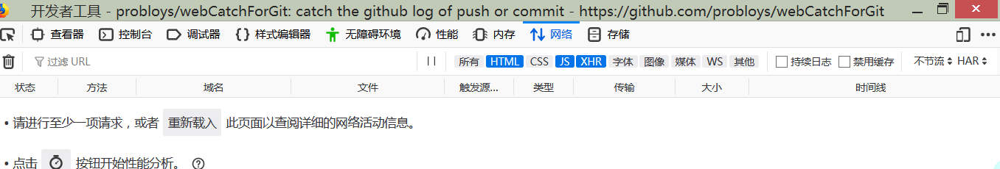 开发者工具 - probloys/webCatchForGit: catch the github log of push or commit - https://github.com/probloys/webCatchForGit
查看器 控制台 调试器 样式编辑器 无障碍环境 性能 内存 网络 存储
过滤 URL 所有 HTML CSS JS XHR 字体 图像 媒体 WS 其他 持续日志 禁用缓存 不节流 HAR
状态 方法 域名 文件 触发源... 类型 传输 大小 时间线
• 请进行至少一项请求，或者 重新载入 此页面以查阅详细的网络活动信息。
• 点击 按钮开始性能分析。